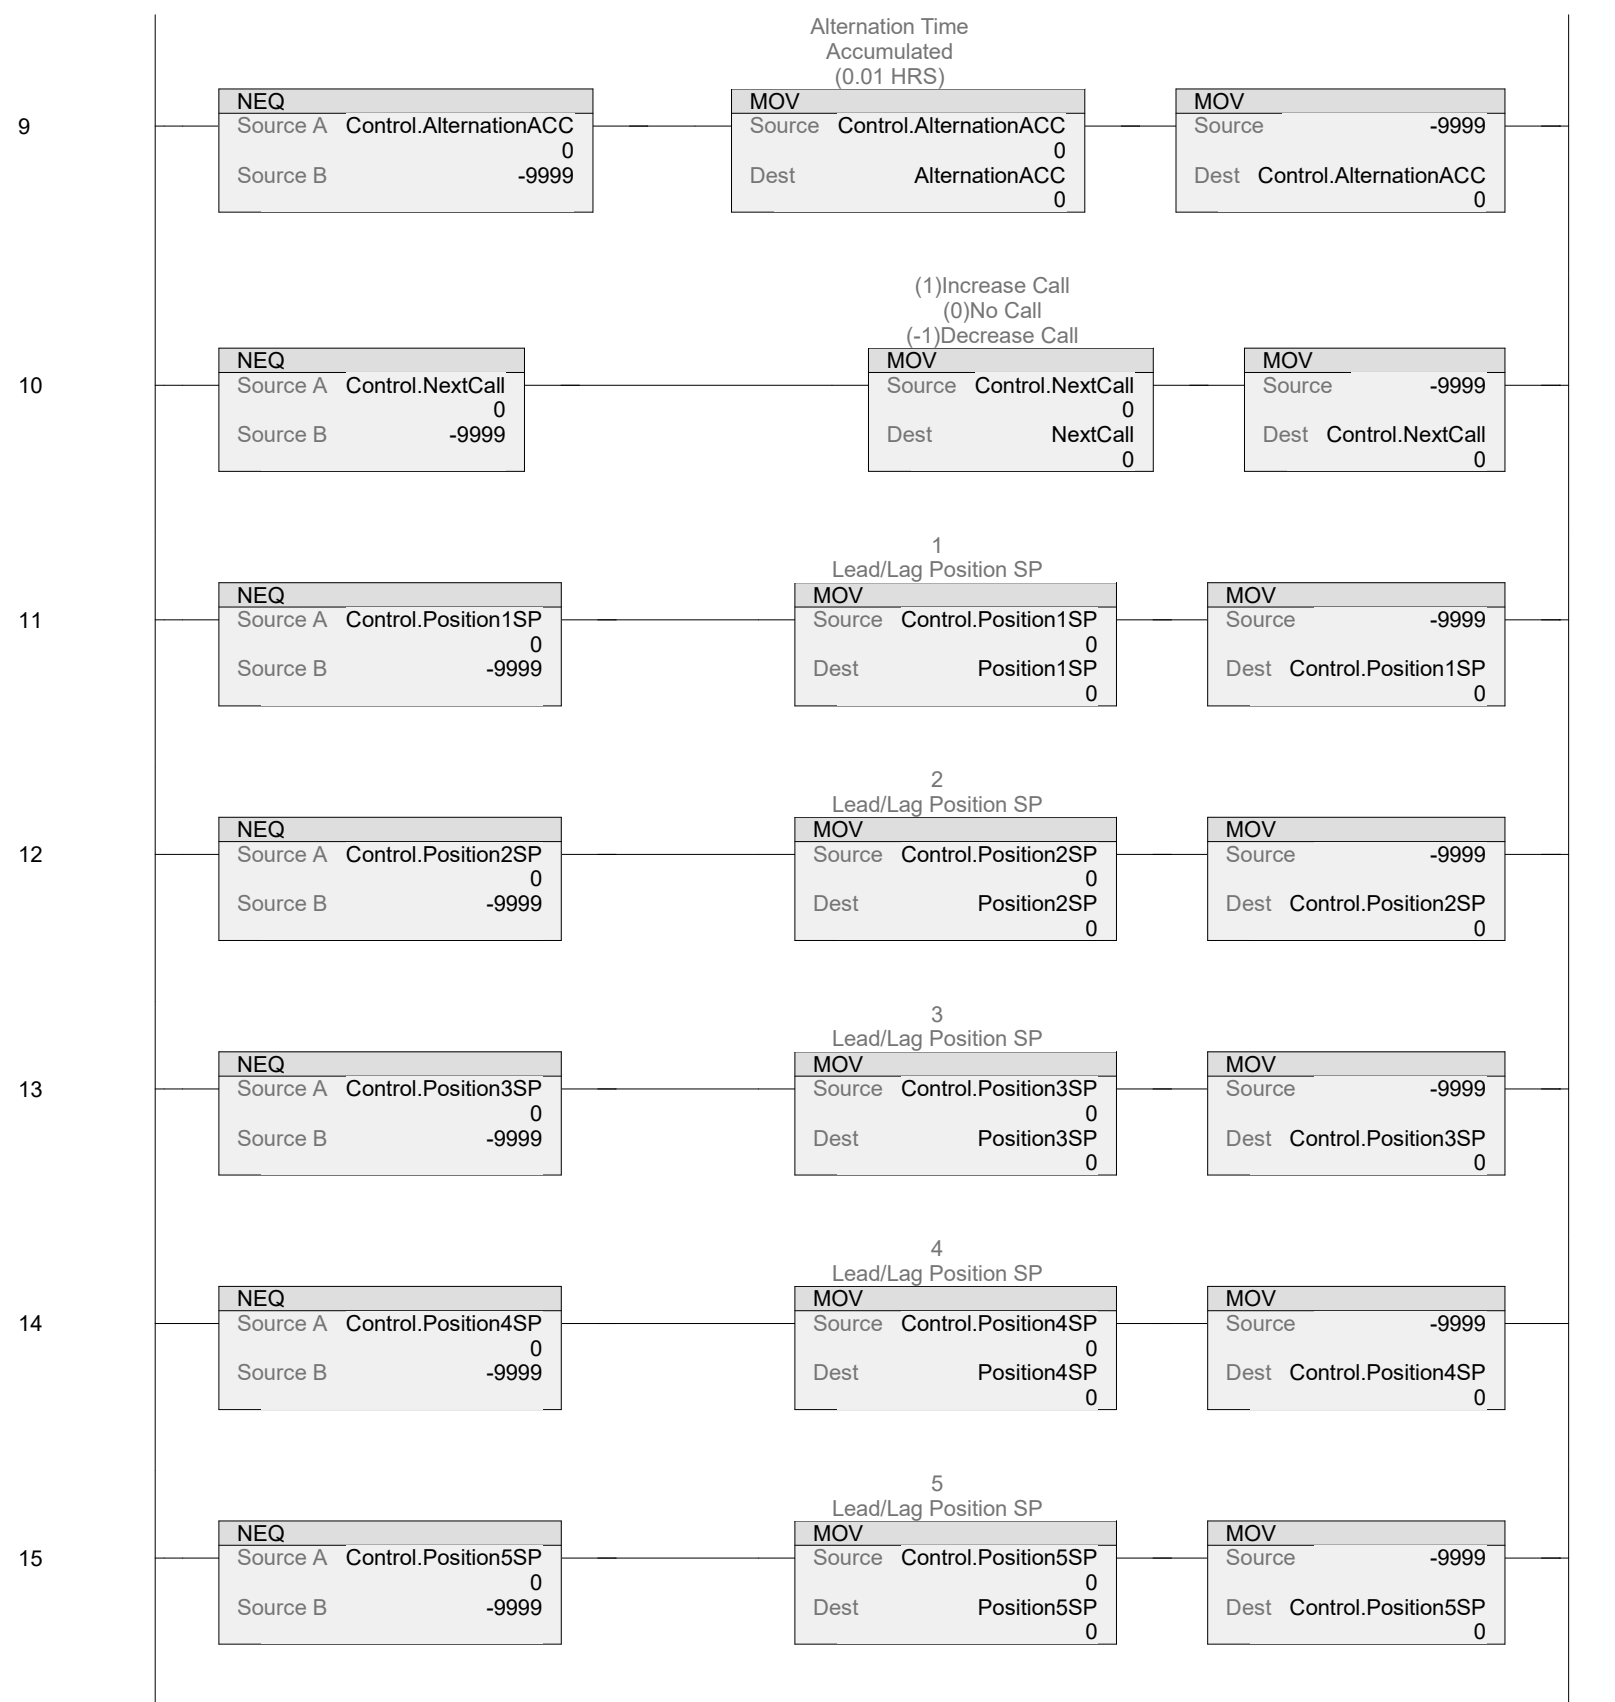 Alternation Time
Accumulated
(0.01 HRS)
9
NEQ
Source A Control.AlternationACC
0
Source B -9999
MOV
Source Control.AlternationACC
0
Dest AlternationACC
0
MOV
Source -9999
Dest Control.AlternationACC
0
(1)Increase Call
(0)No Call
(-1)Decrease Call
10
NEQ
Source A Control.NextCall
0
Source B -9999
MOV
Source Control.NextCall
0
Dest NextCall
0
MOV
Source -9999
Dest Control.NextCall
0
1
Lead/Lag Position SP
11
NEQ
Source A Control.Position1SP
0
Source B -9999
MOV
Source Control.Position1SP
0
Dest Position1SP
0
MOV
Source -9999
Dest Control.Position1SP
0
2
Lead/Lag Position SP
12
NEQ
Source A Control.Position2SP
0
Source B -9999
MOV
Source Control.Position2SP
0
Dest Position2SP
0
MOV
Source -9999
Dest Control.Position2SP
0
3
Lead/Lag Position SP
13
NEQ
Source A Control.Position3SP
0
Source B -9999
MOV
Source Control.Position3SP
0
Dest Position3SP
0
MOV
Source -9999
Dest Control.Position3SP
0
4
Lead/Lag Position SP
14
NEQ
Source A Control.Position4SP
0
Source B -9999
MOV
Source Control.Position4SP
0
Dest Position4SP
0
MOV
Source -9999
Dest Control.Position4SP
0
5
Lead/Lag Position SP
15
NEQ
Source A Control.Position5SP
0
Source B -9999
MOV
Source Control.Position5SP
0
Dest Position5SP
0
MOV
Source -9999
Dest Control.Position5SP
0